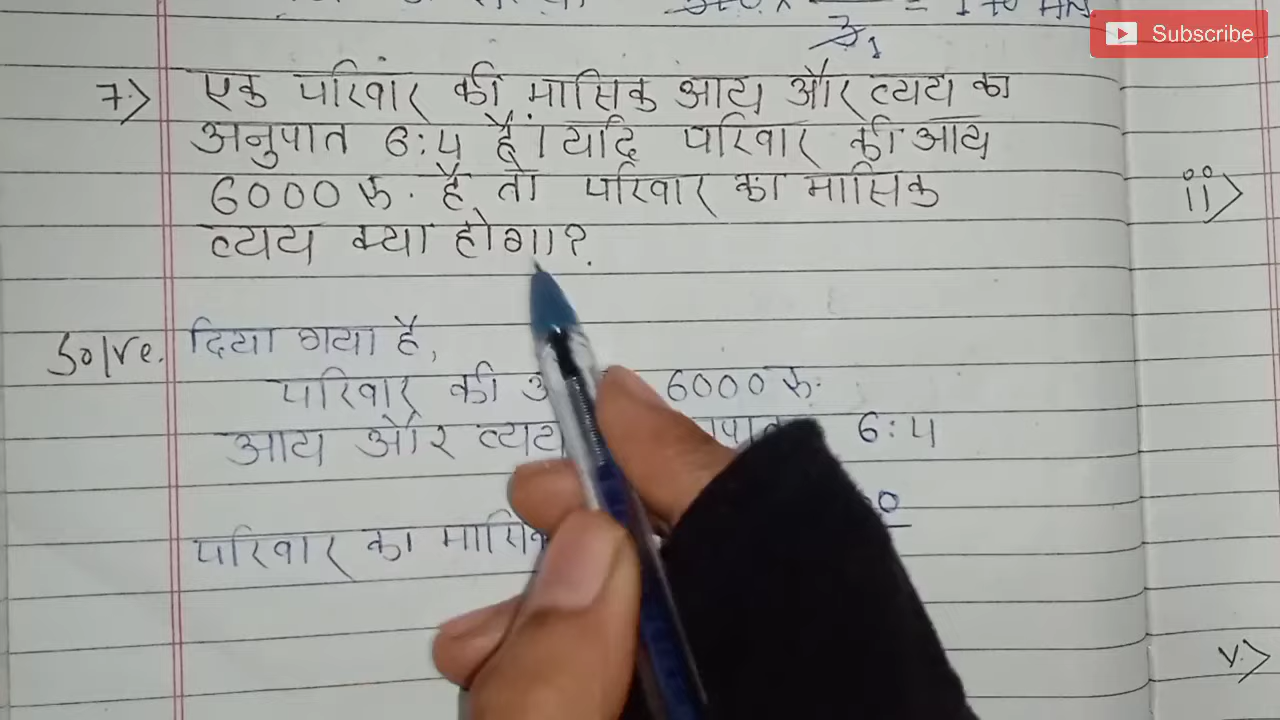 Subscribe
7.> एक परिवार की मासिक आय और व्यय का
अनुपात 6:4 है। यदि परिवार की आय
6000 रु. है तो परिवार का मासिक
व्यय क्या होगा?
ii>
Solve. दिया गया है,
परिवार की 6000 रु.
आय और व्यय 6:4
परिवार का
v.>